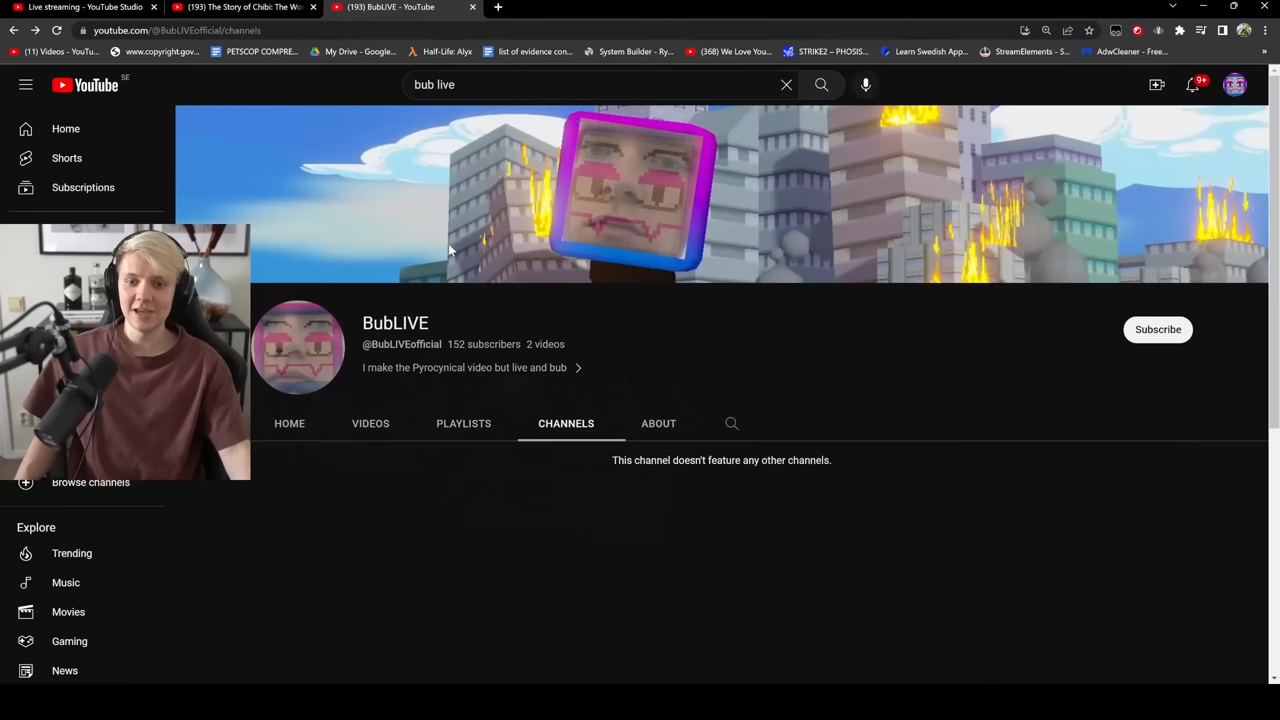 Live streaming - YouTube Studio
(193) The Story of Chibi: The Wor
(193) BubLIVE - YouTube
youtube.com/@BubLIVEofficial/channels
(11) Videos - YouTu...
www.copyright.gov...
PETSCOP COMPRE...
My Drive - Google...
Half-Life: Alyx
list of evidence con...
System Builder - Ry...
(368) We Love You...
STRIKE2 – PHOSIS...
Learn Swedish App...
StreamElements - C...
AdwCleaner - Free...
YouTube SE
bub live
9+
Home
Shorts
Subscriptions
BubLIVE
@BubLIVEofficial 152 subscribers 2 videos
I make the Pyrocynical video but live and bub
Subscribe
HOME
VIDEOS
PLAYLISTS
CHANNELS
ABOUT
This channel doesn't feature any other channels.
Browse channels
Explore
Trending
Music
Movies
Gaming
News